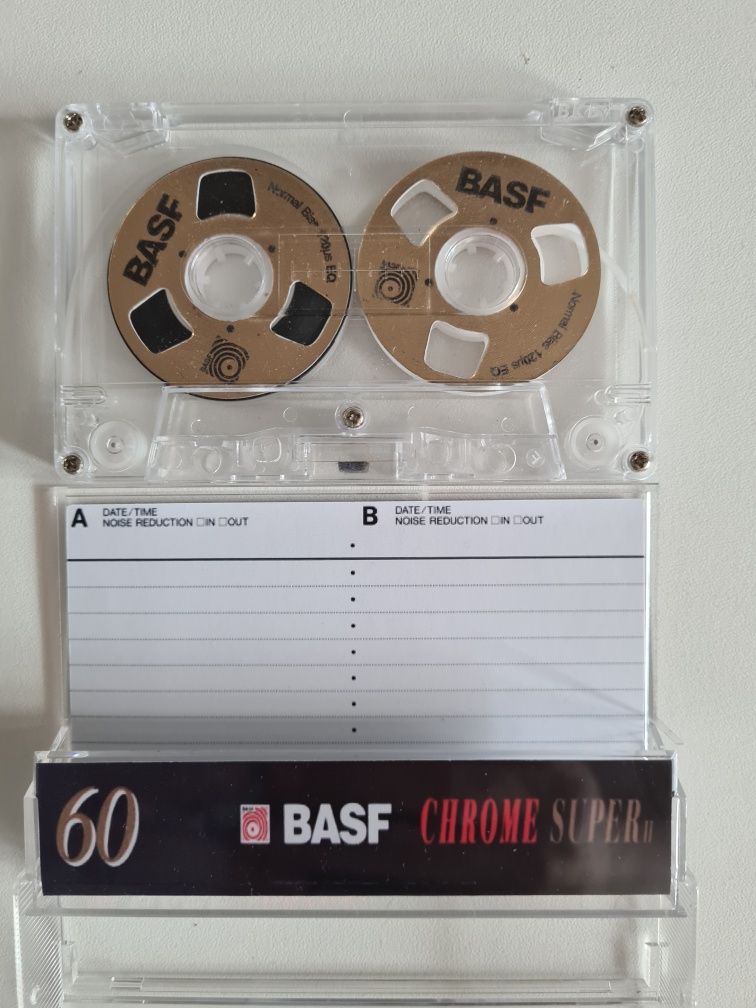 BASF
Normal Bias 120µs EQ
BASF
BASF
Normal Bias 120µs EQ
A DATE/TIME
NOISE REDUCTION □IN □OUT
B DATE/TIME
NOISE REDUCTION □IN □OUT
60 BASF CHROME SUPER II